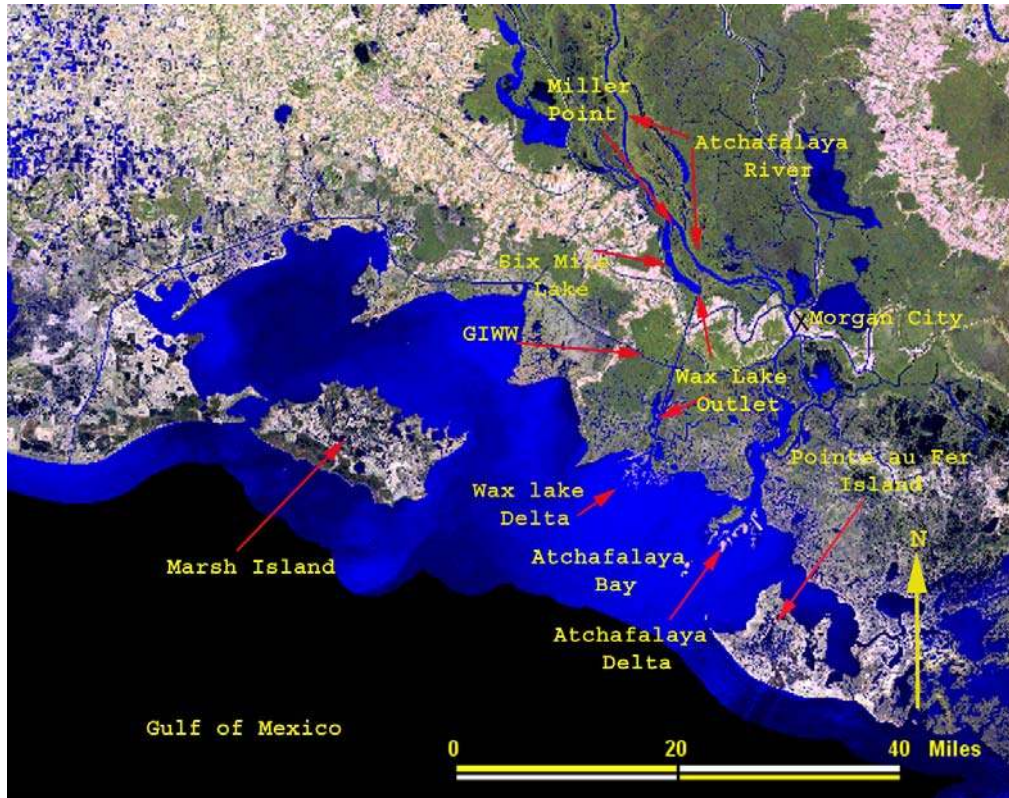 Miller
Point
Atchafalaya
River
Six Mile
Lake
Morgan City
GIWW
Wax Lake
Outlet
Pointe au Fer
Island
Wax lake
Delta
Marsh Island
Atchafalaya
Bay
N
Atchafalaya
Delta
Gulf of Mexico
0 20 40 Miles